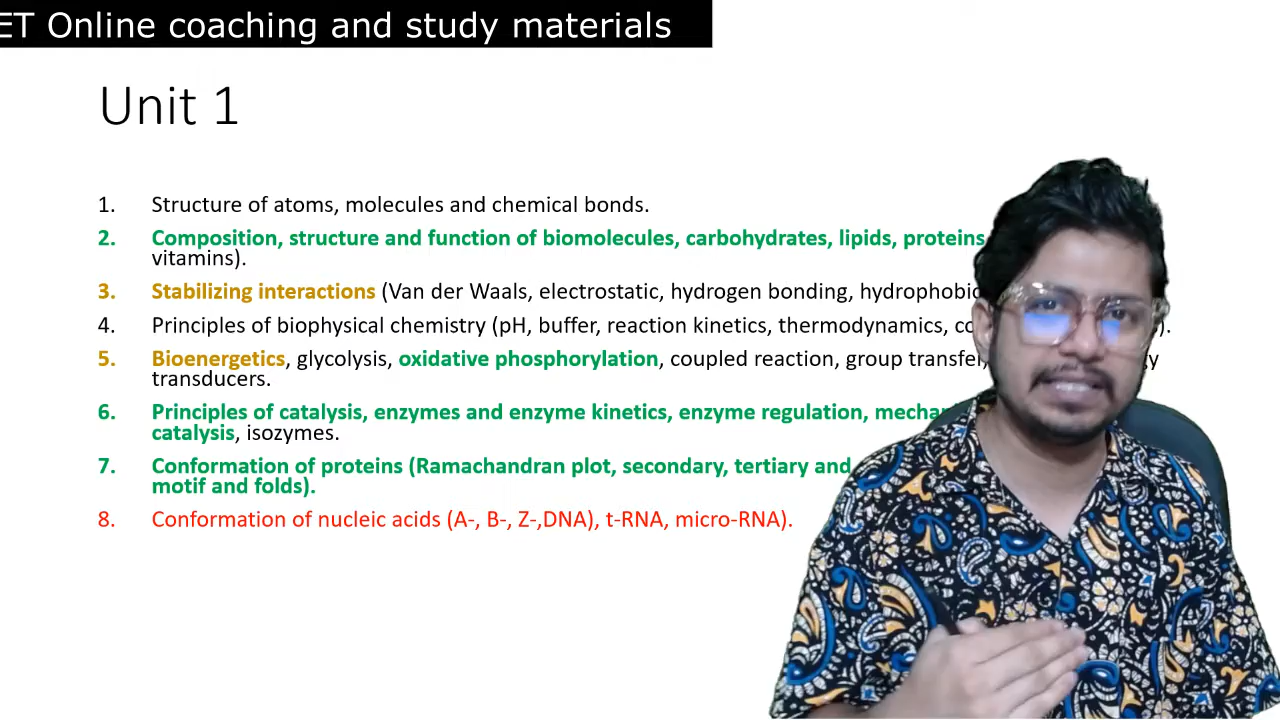 ET Online coaching and study materials
Unit 1
1. Structure of atoms, molecules and chemical bonds.
2. Composition, structure and function of biomolecules, carbohydrates, lipids, proteins
vitamins).
3. Stabilizing interactions (Van der Waals, electrostatic, hydrogen bonding, hydrophobic
4. Principles of biophysical chemistry (pH, buffer, reaction kinetics, thermodynamics, ).
5. Bioenergetics, glycolysis, oxidative phosphorylation, coupled reaction, group transfer,
transducers.
6. Principles of catalysis, enzymes and enzyme kinetics, enzyme regulation,
catalysis, isozymes.
7. Conformation of proteins (Ramachandran plot, secondary, tertiary and
motif and folds).
8. Conformation of nucleic acids (A-, B-, Z-,DNA), t-RNA, micro-RNA).